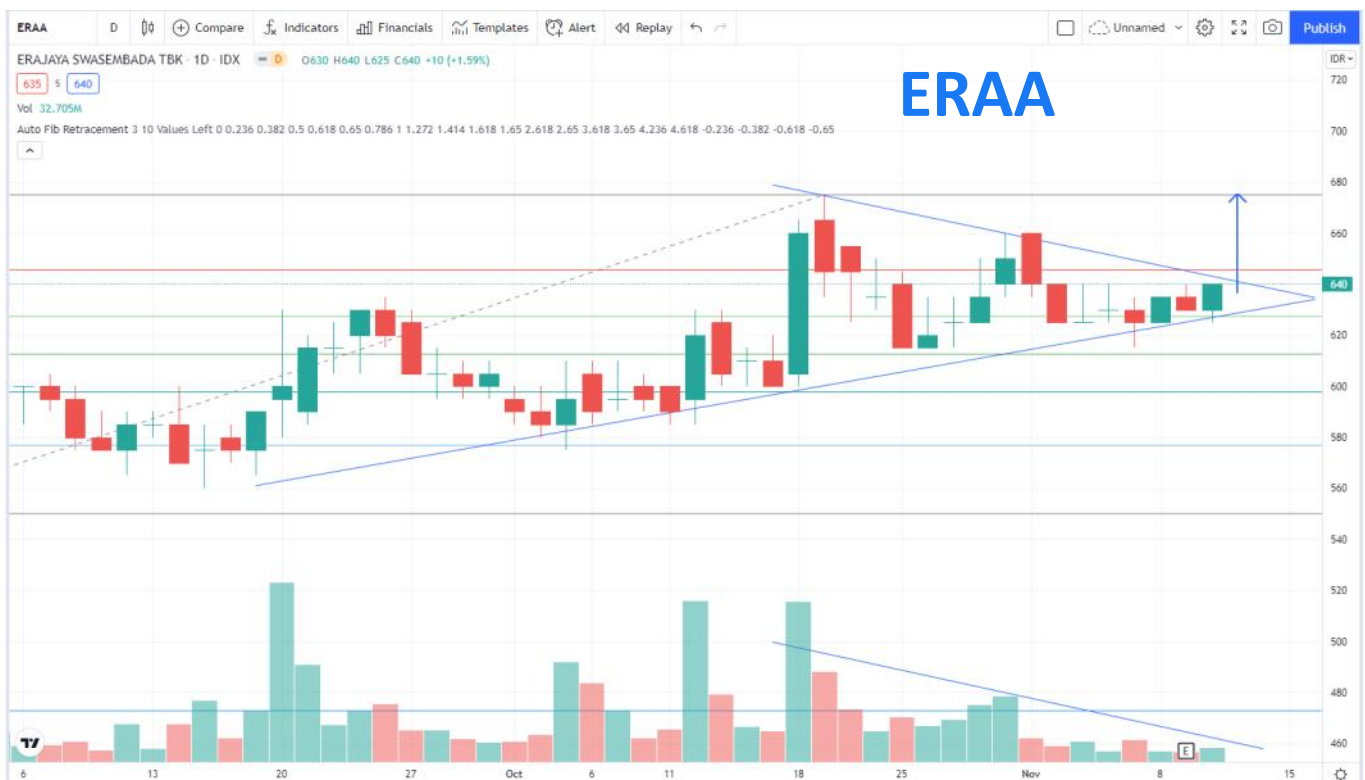 ERAA D Compare fx Indicators Financials Templates Alert Replay Unnamed Publish
ERAJAYA SWASEMBADA TBK · 1D · IDX D O630 H640 L625 C640 +10 (+1.59%) IDR
635 5 640
Vol 32.705M
Auto Fib Retracement 3 10 Values Left 0 0.236 0.382 0.5 0.618 0.65 0.786 1 1.272 1.414 1.618 1.65 2.618 2.65 3.618 3.65 4.236 4.618 -0.236 -0.382 -0.618 -0.65
ERAA
720
700
680
660
640
620
600
580
560
540
520
500
480
460
E
6 13 20 27 Oct 6 11 18 25 Nov 8 15